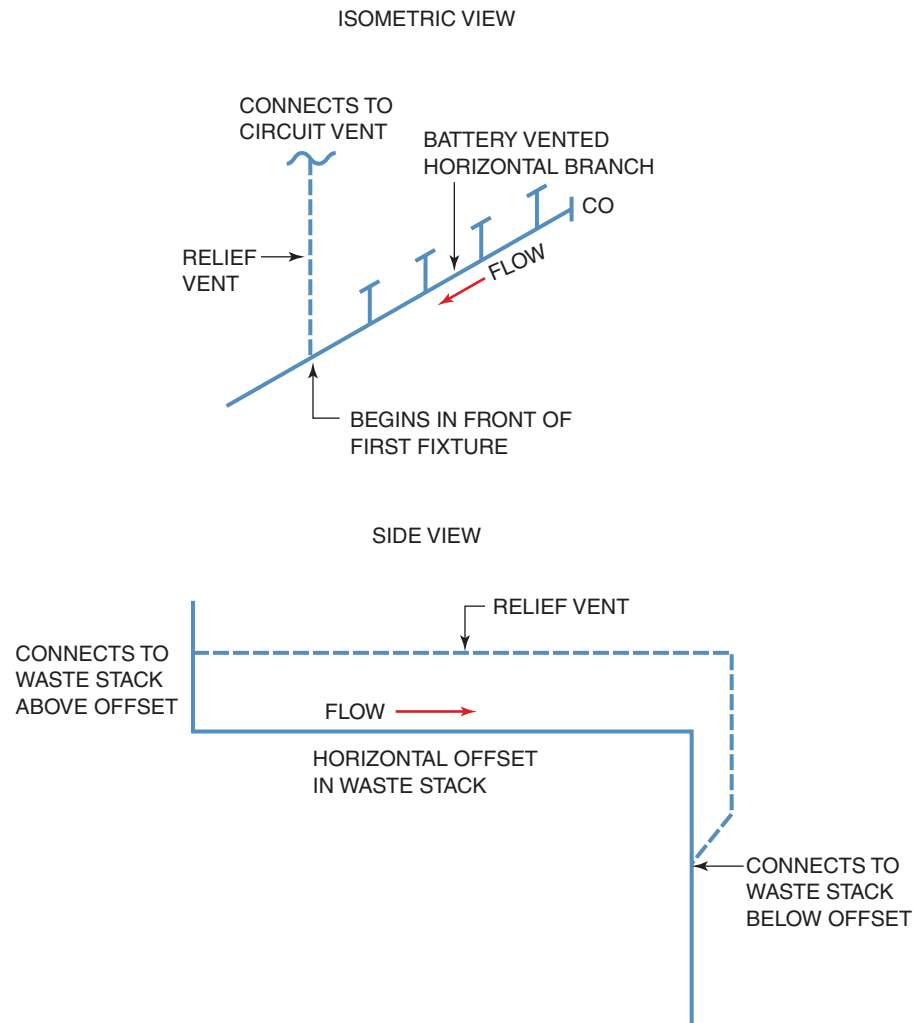 ISOMETRIC VIEW
CONNECTS TO
CIRCUIT VENT
BATTERY VENTED
HORIZONTAL BRANCH
CO
RELIEF
VENT
FLOW
BEGINS IN FRONT OF
FIRST FIXTURE
SIDE VIEW
RELIEF VENT
CONNECTS TO
WASTE STACK
ABOVE OFFSET
FLOW
HORIZONTAL OFFSET
IN WASTE STACK
CONNECTS TO
WASTE STACK
BELOW OFFSET